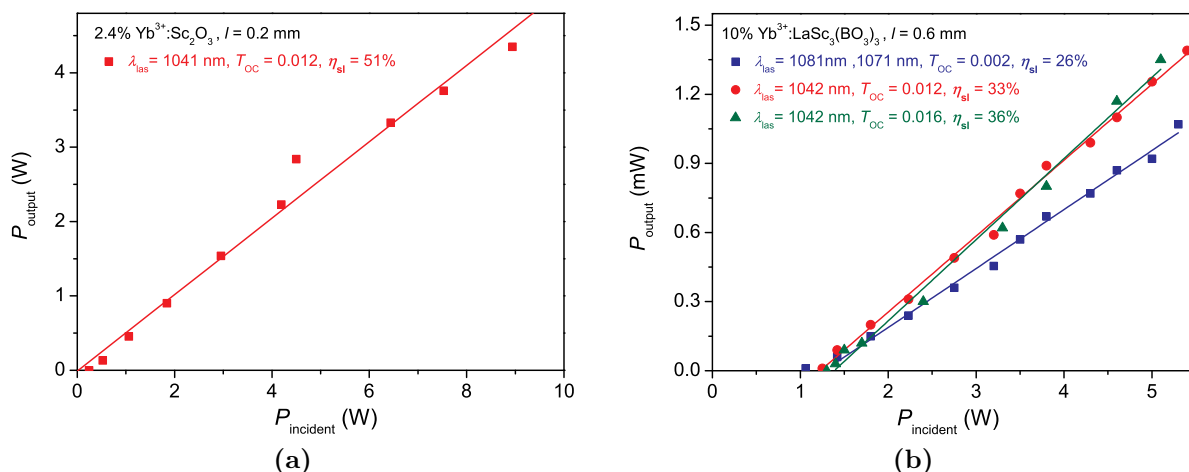 2.4% Yb³⁺:Sc₂O₃, l = 0.2 mm
λlas= 1041 nm, TOC = 0.012, ηsl = 51%
4
3
2
1
0
Poutput (W)
0 2 4 6 8 10
Pincident (W)
(a)
10% Yb³⁺:LaSc₃(BO₃)₃ , l = 0.6 mm
λlas= 1081nm ,1071 nm, TOC = 0.002, ηsl = 26%
λlas= 1042 nm, TOC = 0.012, ηsl = 33%
λlas= 1042 nm, TOC = 0.016, ηsl = 36%
1.5
1.2
0.9
0.6
0.3
0.0
Poutput (mW)
0 1 2 3 4 5
Pincident (W)
(b)